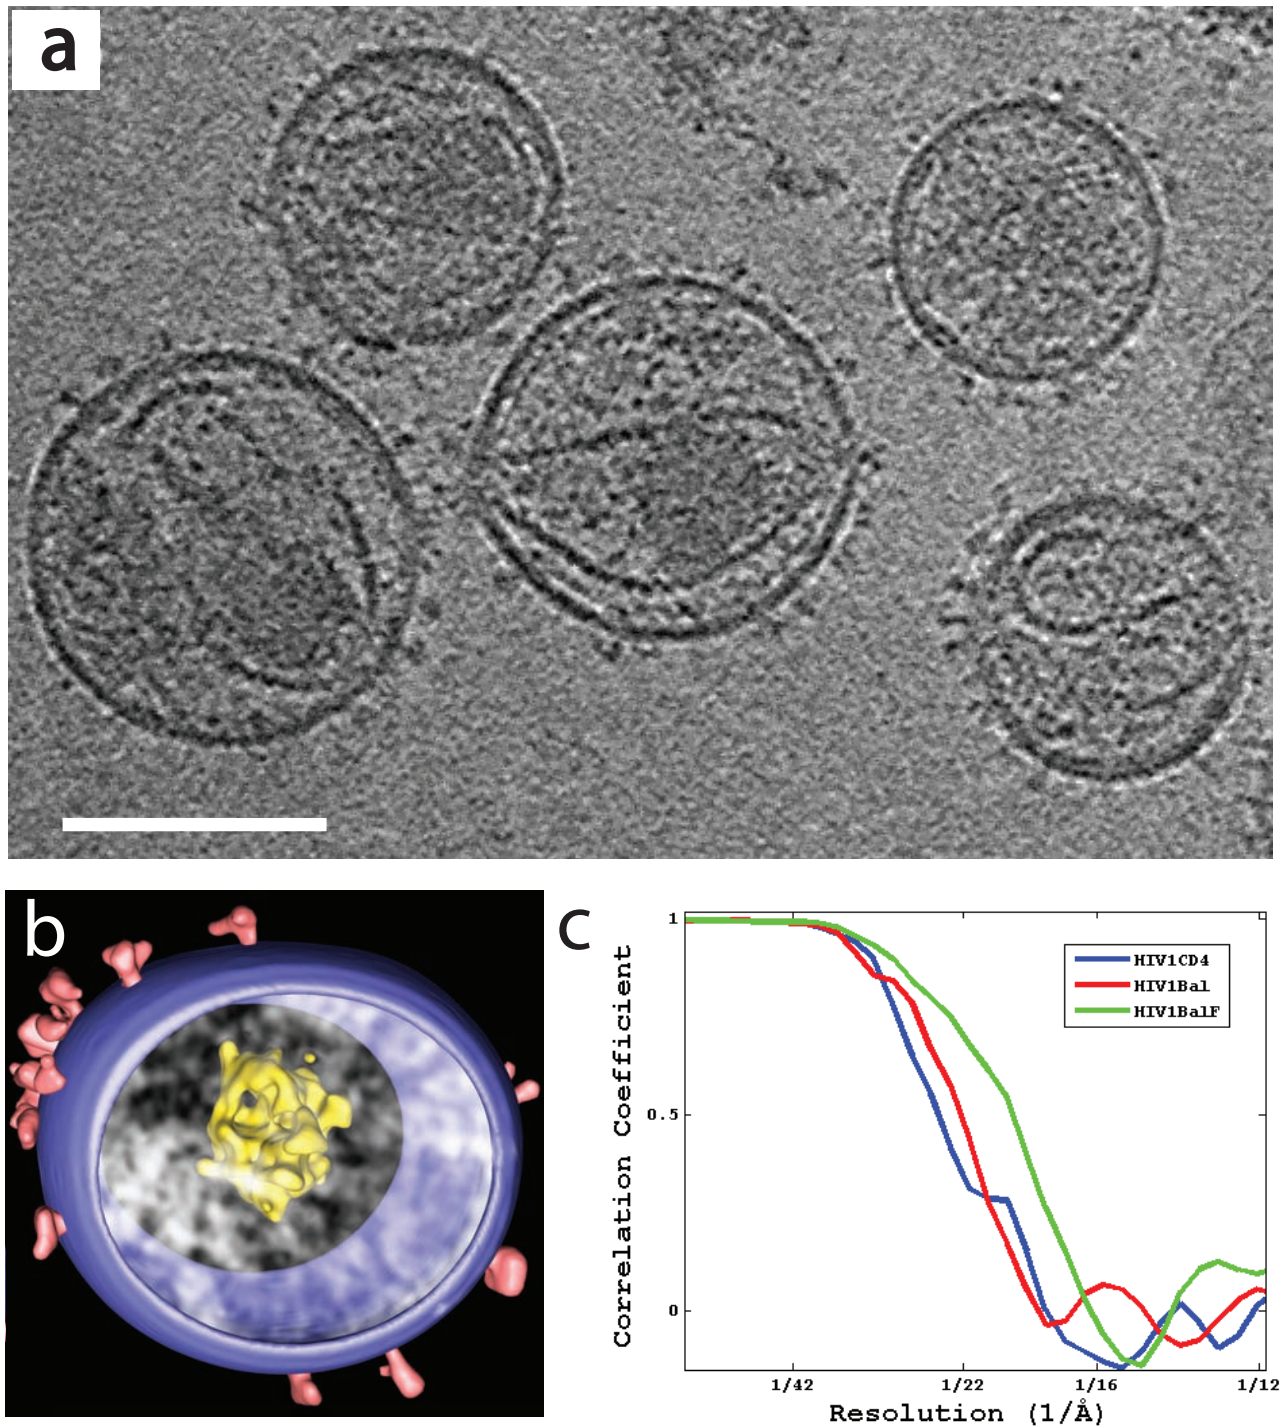 a
b
c
Correlation Coefficient
1
0.5
0
HIV1CD4
HIV1Bal
HIV1BalF
1/42
1/22
1/16
1/12
Resolution (1/Å)